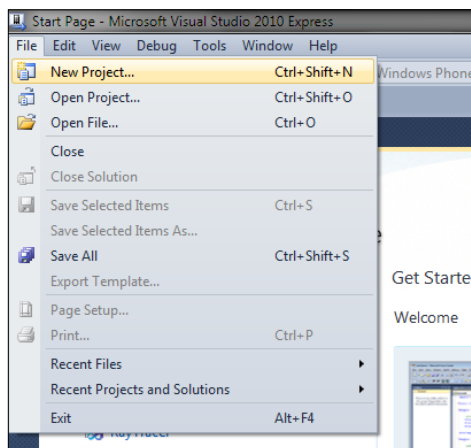 Start Page - Microsoft Visual Studio 2010 Express
File Edit View Debug Tools Window Help
New Project... Ctrl+Shift+N
Windows Phone
Open Project... Ctrl+Shift+O
Open File... Ctrl+O
Close
Close Solution
Save Selected Items Ctrl+S
Save Selected Items As...
Save All Ctrl+Shift+S
Export Template...
Get Starte
Page Setup...
Welcome
Print... Ctrl+P
Recent Files
Recent Projects and Solutions
Exit Alt+F4